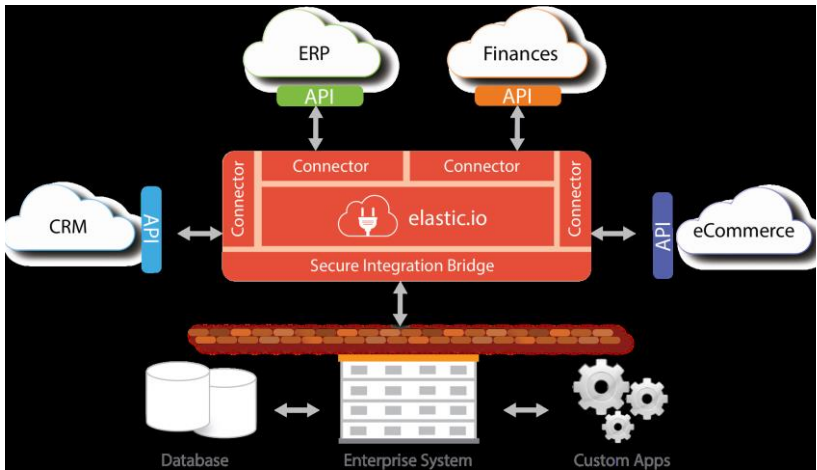 ERP
Finances
API
API
Connector
Connector
Connector
Connector
CRM
API
elastic.io
API
eCommerce
Secure Integration Bridge
Database
Enterprise System
Custom Apps